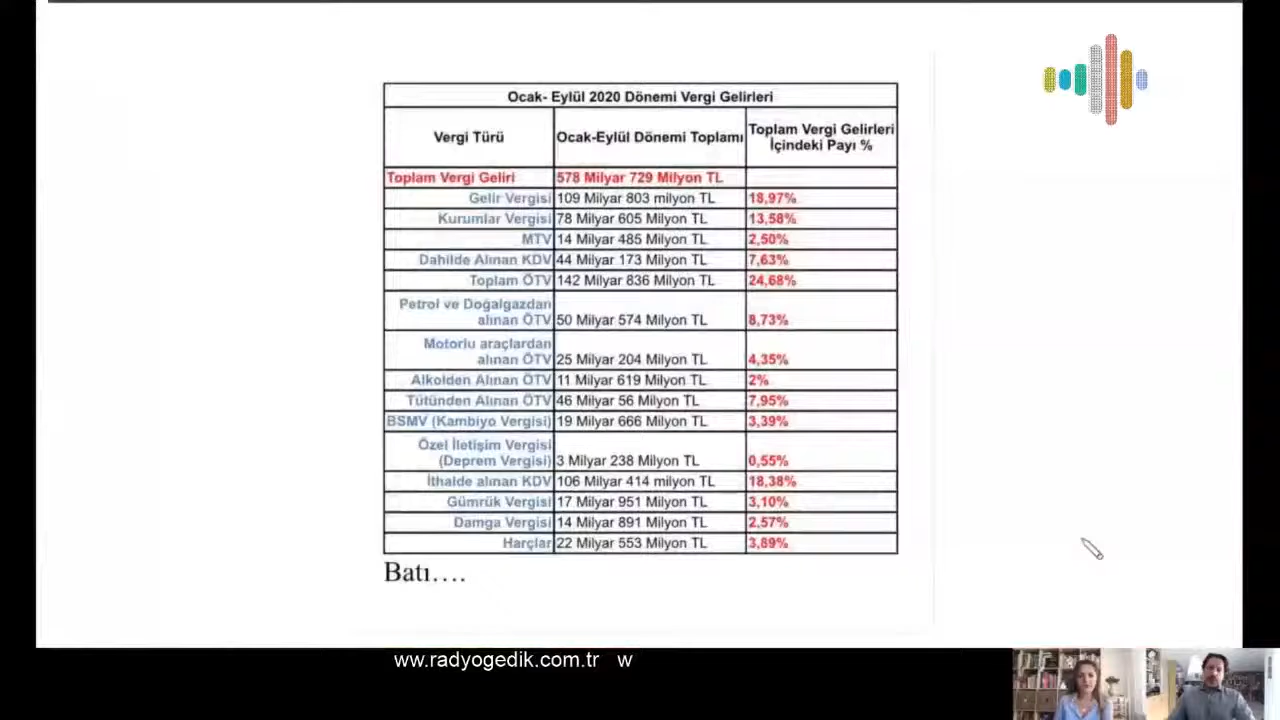 Ocak- Eylül 2020 Dönemi Vergi Gelirleri
Vergi Türü Ocak-Eylül Dönemi Toplamı Toplam Vergi Gelirleri
İçindeki Payı %
Toplam Vergi Geliri 578 Milyar 729 Milyon TL
Gelir Vergisi 109 Milyar 803 milyon TL 18,97%
Kurumlar Vergisi 78 Milyar 605 Milyon TL 13,58%
MTV 14 Milyar 485 Milyon TL 2,50%
Dahilde Alınan KDV 44 Milyar 173 Milyon TL 7,63%
Toplam ÖTV 142 Milyar 836 Milyon TL 24,68%
Petrol ve Doğalgazdan
alınan ÖTV 50 Milyar 574 Milyon TL 8,73%
Motorlu araçlardan
alınan ÖTV 25 Milyar 204 Milyon TL 4,35%
Alkolden Alınan ÖTV 11 Milyar 619 Milyon TL 2%
Tütünden Alınan ÖTV 46 Milyar 56 Milyon TL 7,95%
BSMV (Kambiyo Vergisi) 19 Milyar 666 Milyon TL 3,39%
Özel İletişim Vergisi
(Deprem Vergisi) 3 Milyar 238 Milyon TL 0,55%
İthalde alınan KDV 106 Milyar 414 milyon TL 18,38%
Gümrük Vergisi 17 Milyar 951 Milyon TL 3,10%
Damga Vergisi 14 Milyar 891 Milyon TL 2,57%
Harçlar 22 Milyar 553 Milyon TL 3,89%
Batı….
ww.radyogedik.com.tr w